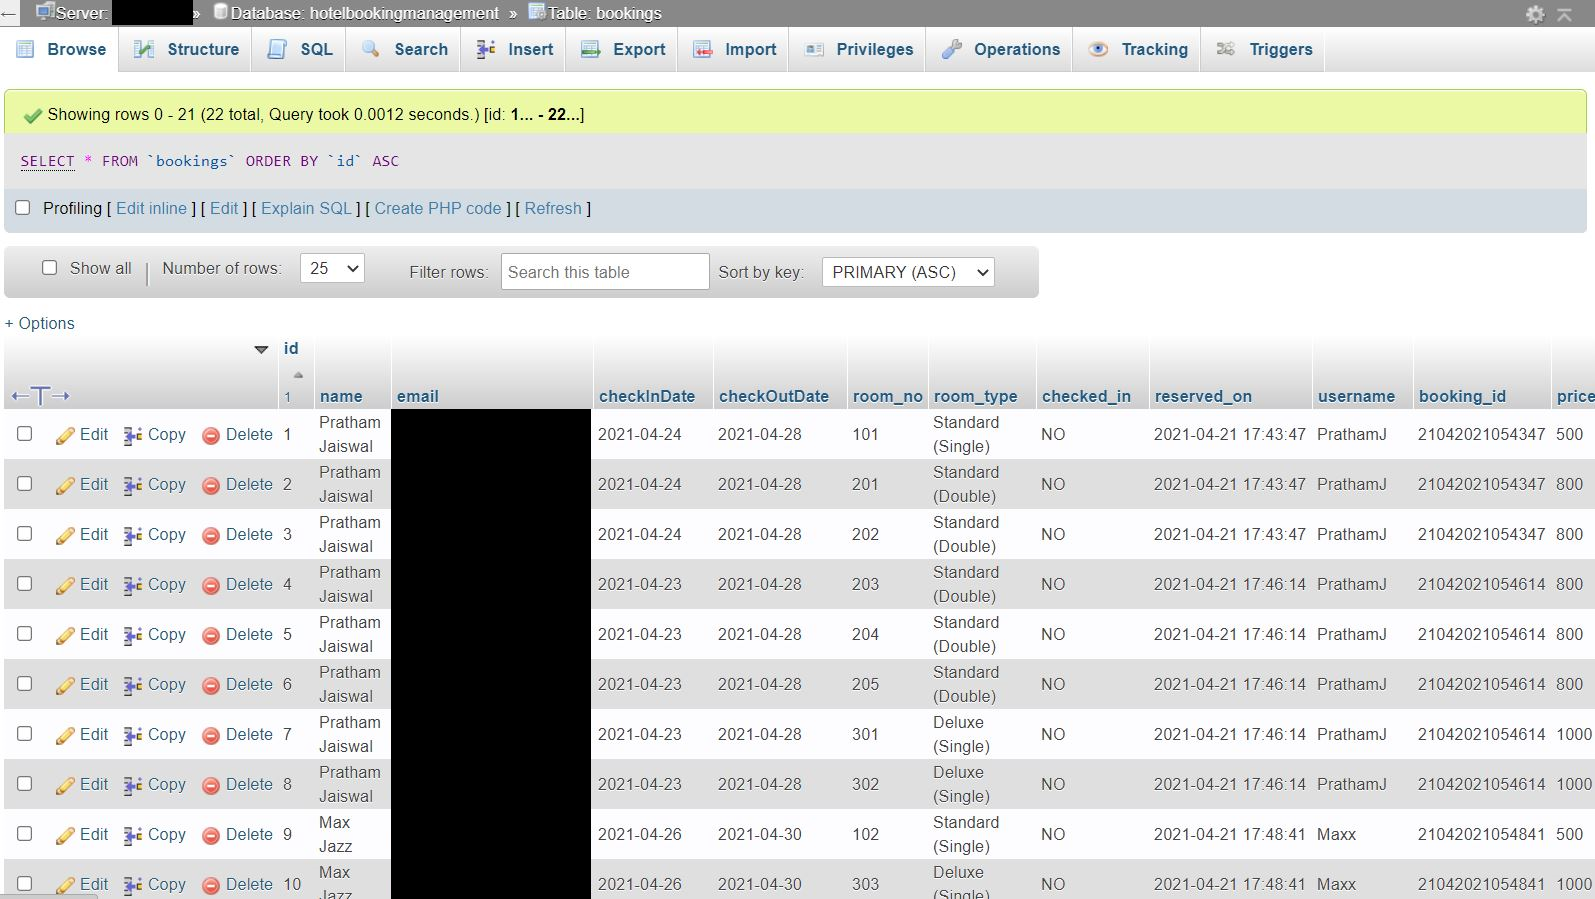 Server: » Database: hotelbookingmanagement » Table: bookings
Browse Structure SQL Search Insert Export Import Privileges Operations Tracking Triggers
Showing rows 0 - 21 (22 total, Query took 0.0012 seconds.) [id: 1... - 22...]
SELECT * FROM `bookings` ORDER BY `id` ASC
Profiling [ Edit inline ] [ Edit ] [ Explain SQL ] [ Create PHP code ] [ Refresh ]
Show all | Number of rows: 25 Filter rows: Search this table Sort by key: PRIMARY (ASC)
+ Options
id
1 name email checkInDate checkOutDate room_no room_type checked_in reserved_on username booking_id price
Edit Copy Delete 1 Pratham Jaiswal 2021-04-24 2021-04-28 101 Standard (Single) NO 2021-04-21 17:43:47 PrathamJ 21042021054347 500
Edit Copy Delete 2 Pratham Jaiswal 2021-04-24 2021-04-28 201 Standard (Double) NO 2021-04-21 17:43:47 PrathamJ 21042021054347 800
Edit Copy Delete 3 Pratham Jaiswal 2021-04-24 2021-04-28 202 Standard (Double) NO 2021-04-21 17:43:47 PrathamJ 21042021054347 800
Edit Copy Delete 4 Pratham Jaiswal 2021-04-23 2021-04-28 203 Standard (Double) NO 2021-04-21 17:46:14 PrathamJ 21042021054614 800
Edit Copy Delete 5 Pratham Jaiswal 2021-04-23 2021-04-28 204 Standard (Double) NO 2021-04-21 17:46:14 PrathamJ 21042021054614 800
Edit Copy Delete 6 Pratham Jaiswal 2021-04-23 2021-04-28 205 Standard (Double) NO 2021-04-21 17:46:14 PrathamJ 21042021054614 800
Edit Copy Delete 7 Pratham Jaiswal 2021-04-23 2021-04-28 301 Deluxe (Single) NO 2021-04-21 17:46:14 PrathamJ 21042021054614 1000
Edit Copy Delete 8 Pratham Jaiswal 2021-04-23 2021-04-28 302 Deluxe (Single) NO 2021-04-21 17:46:14 PrathamJ 21042021054614 1000
Edit Copy Delete 9 Max Jazz 2021-04-26 2021-04-30 102 Standard (Single) NO 2021-04-21 17:48:41 Maxx 21042021054841 500
Edit Copy Delete 10 Max Jazz 2021-04-26 2021-04-30 303 Deluxe (Single) NO 2021-04-21 17:48:41 Maxx 21042021054841 1000